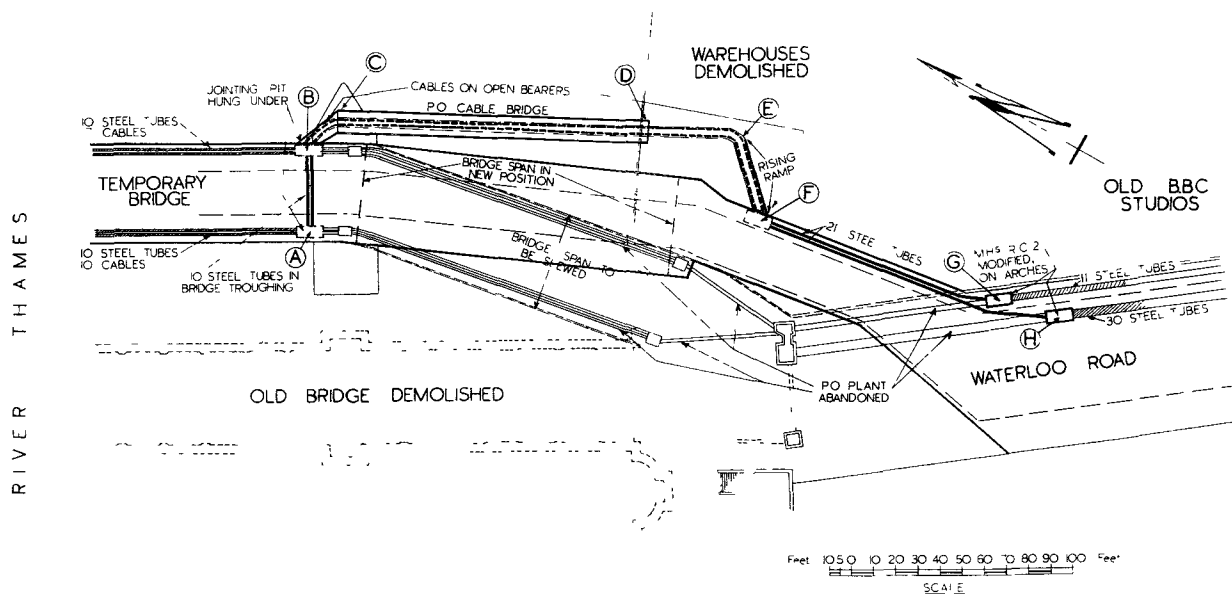 WAREHOUSES
DEMOLISHED
C
D
B
JOINTING PIT
HUNG UNDER
CABLES ON OPEN BEARERS
P.O CABLE BRIDGE
E
10 STEEL TUBES
CABLES
RISING
RAMP
BRIDGE SPAN IN
NEW POSITION
TEMPORARY
BRIDGE
F
OLD B.B.C
STUDIOS
RIVER THAMES
A
10 STEEL TUBES
10 CABLES
10 STEEL TUBES IN
BRIDGE TROUGHING
BRIDGE SPAN TO
BE SLEWED
21 STEEL TUBES
G
MHS R.C 2
MODIFIED,
ON ARCHES
11 STEEL TUBES
30 STEEL TUBES
H
WATERLOO ROAD
P.O PLANT
ABANDONED
OLD BRIDGE DEMOLISHED
Feet 10 5 0 10 20 30 40 50 60 70 80 90 100 Feet
SCALE